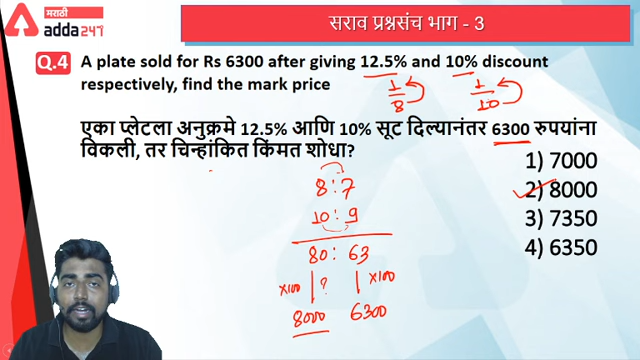 मराठी
adda247
सराव प्रश्नसंच भाग - 3
Q.4 A plate sold for Rs 6300 after giving 12.5% and 10% discount
respectively, find the mark price
1/8 1/10
एका प्लेटला अनुक्रमे 12.5% आणि 10% सूट दिल्यानंतर 6300 रुपयांना
विकली, तर चिन्हांकित किंमत शोधा?
1) 7000
2) 8000
3) 7350
4) 6350
8 : 7
10 : 9
80 : 63
×100 ? ×100
8000 6300